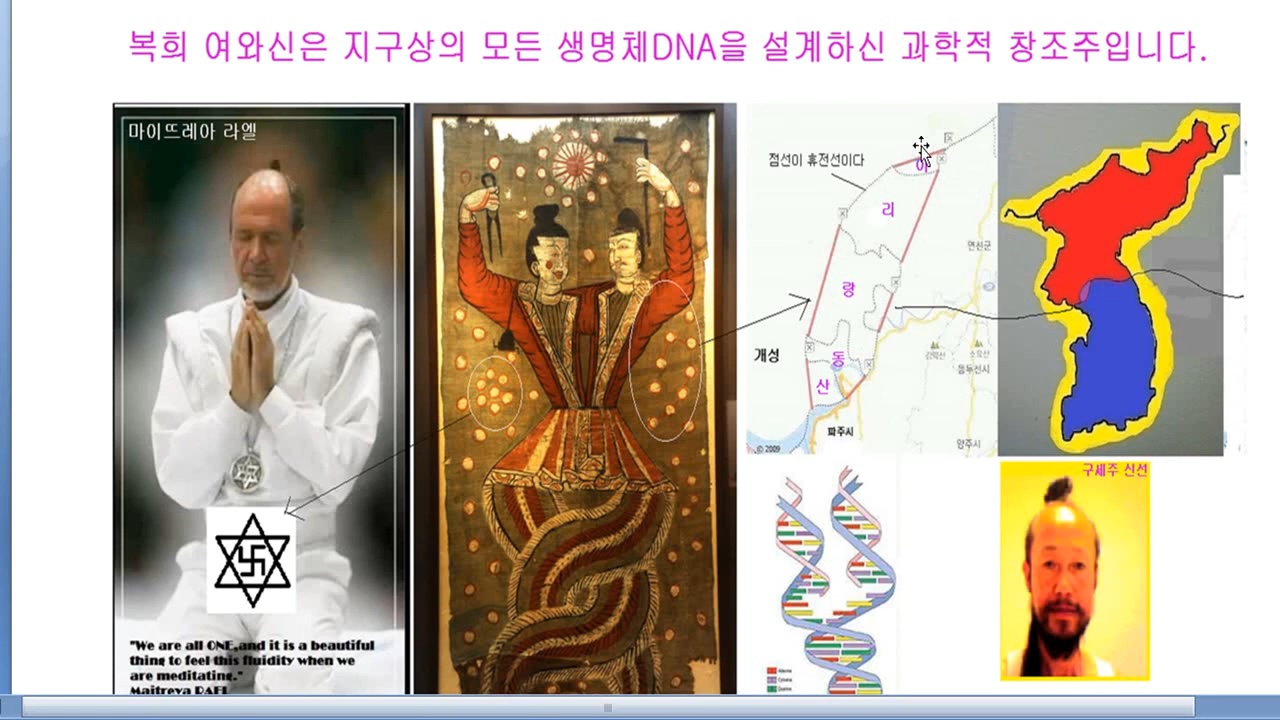 복희 여와신은 지구상의 모든 생명체DNA을 설계하신 과학적 창조주입니다.
마이뜨레아 라엘
"We are all ONE,and it is a beautiful
thing to feel this fluidity when we
are meditating."
Maitreya RAEL
점선이 휴전선이다
아
리
랑
동
산
개성
연천군
동두천시
파주시
양주시
© 2009
구세주 신선